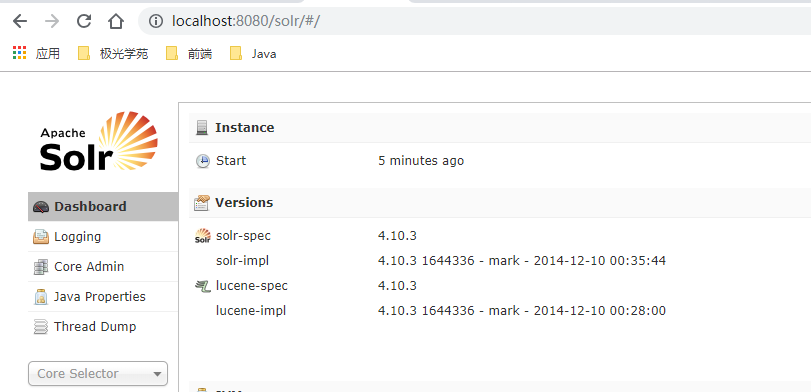 localhost:8080/solr/#/
应用 极光学苑 前端 Java
Apache
Solr
Dashboard
Logging
Core Admin
Java Properties
Thread Dump
Core Selector
Instance
Start 5 minutes ago
Versions
Solr solr-spec 4.10.3
solr-impl 4.10.3 1644336 - mark - 2014-12-10 00:35:44
lucene-spec 4.10.3
lucene-impl 4.10.3 1644336 - mark - 2014-12-10 00:28:00